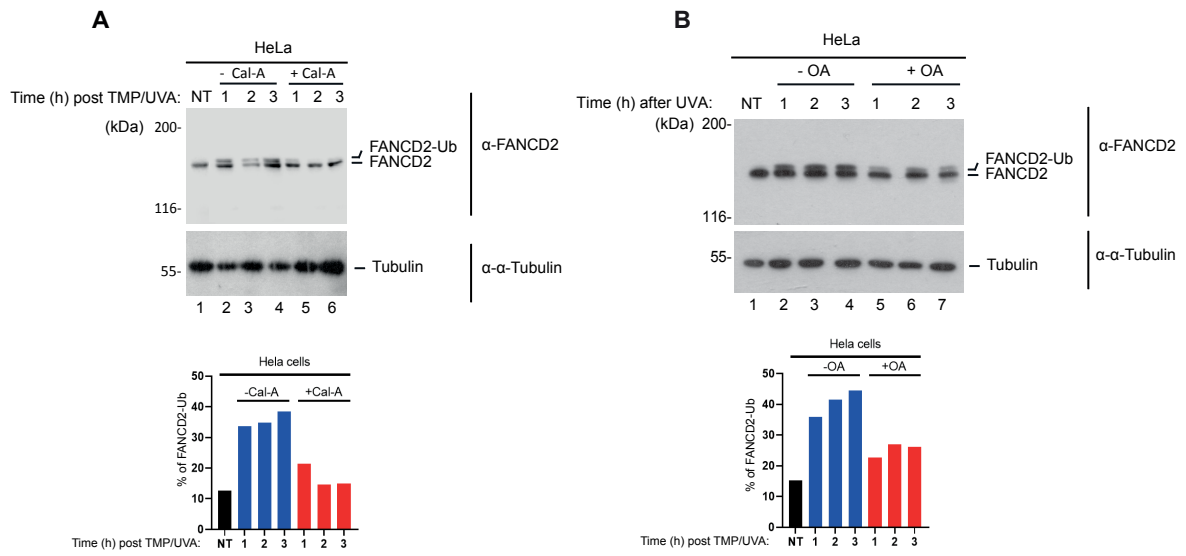 A
HeLa
- Cal-A + Cal-A
Time (h) post TMP/UVA: NT 1 2 3 1 2 3
(kDa)
200-
FANCD2-Ub
FANCD2
α-FANCD2
116-
55-
Tubulin
α-α-Tubulin
1 2 3 4 5 6
Hela cells
-Cal-A +Cal-A
% of FANCD2-Ub
50
40
30
20
10
0
NT 1 2 3 1 2 3
Time (h) post TMP/UVA:
B
HeLa
- OA + OA
Time (h) after UVA: NT 1 2 3 1 2 3
(kDa)
200-
FANCD2-Ub
FANCD2
α-FANCD2
116-
55-
Tubulin
α-α-Tubulin
1 2 3 4 5 6 7
Hela cells
-OA +OA
% of FANCD2-Ub
50
40
30
20
10
0
NT 1 2 3 1 2 3
Time (h) post TMP/UVA: